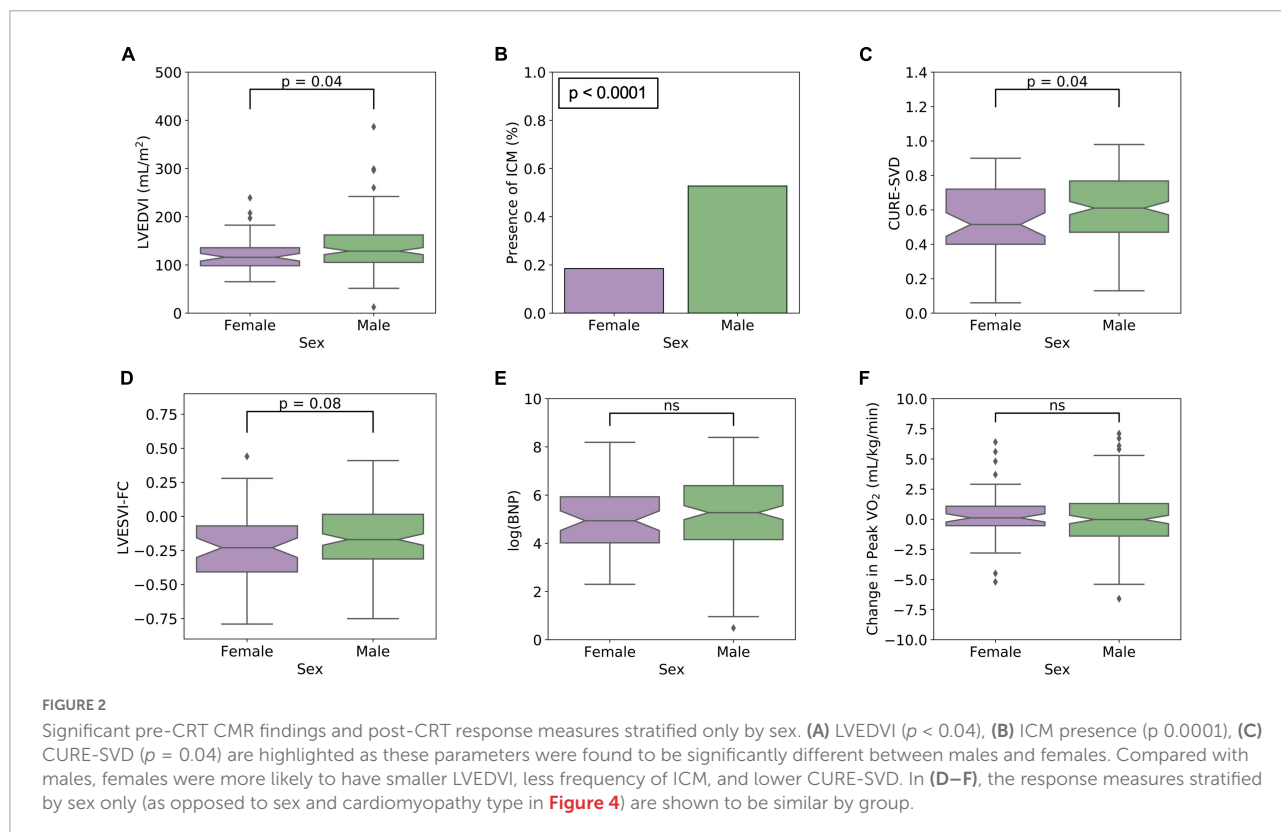 A
500
400
300
200
100
0
LVEDVI (mL/m²)
p = 0.04
Female Male
Sex
B
1.0
0.8
0.6
0.4
0.2
0.0
Presence of ICM (%)
p < 0.0001
Female Male
Sex
C
1.4
1.2
1.0
0.8
0.6
0.4
0.2
0.0
CURE-SVD
p = 0.04
Female Male
Sex
D
0.75
0.50
0.25
0.00
−0.25
−0.50
−0.75
LVESVI-FC
p = 0.08
Female Male
Sex
E
10
8
6
4
2
0
log(BNP)
ns
Female Male
Sex
F
10.0
7.5
5.0
2.5
0.0
−2.5
−5.0
−7.5
−10.0
Change in Peak VO₂ (mL/kg/min)
ns
Female Male
Sex
FIGURE 2
Significant pre-CRT CMR findings and post-CRT response measures stratified only by sex. (A) LVEDVI (p < 0.04), (B) ICM presence (p 0.0001), (C)
CURE-SVD (p = 0.04) are highlighted as these parameters were found to be significantly different between males and females. Compared with
males, females were more likely to have smaller LVEDVI, less frequency of ICM, and lower CURE-SVD. In (D–F), the response measures stratified
by sex only (as opposed to sex and cardiomyopathy type in Figure 4) are shown to be similar by group.